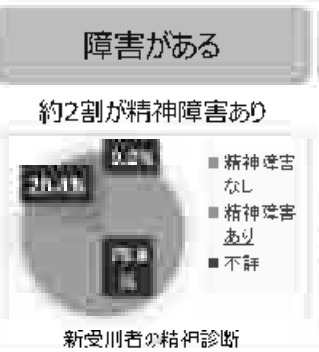 障害がある
約2割が精神障害あり
精神障害
なし
精神障害
あり
不詳
新受刑者の精神診断